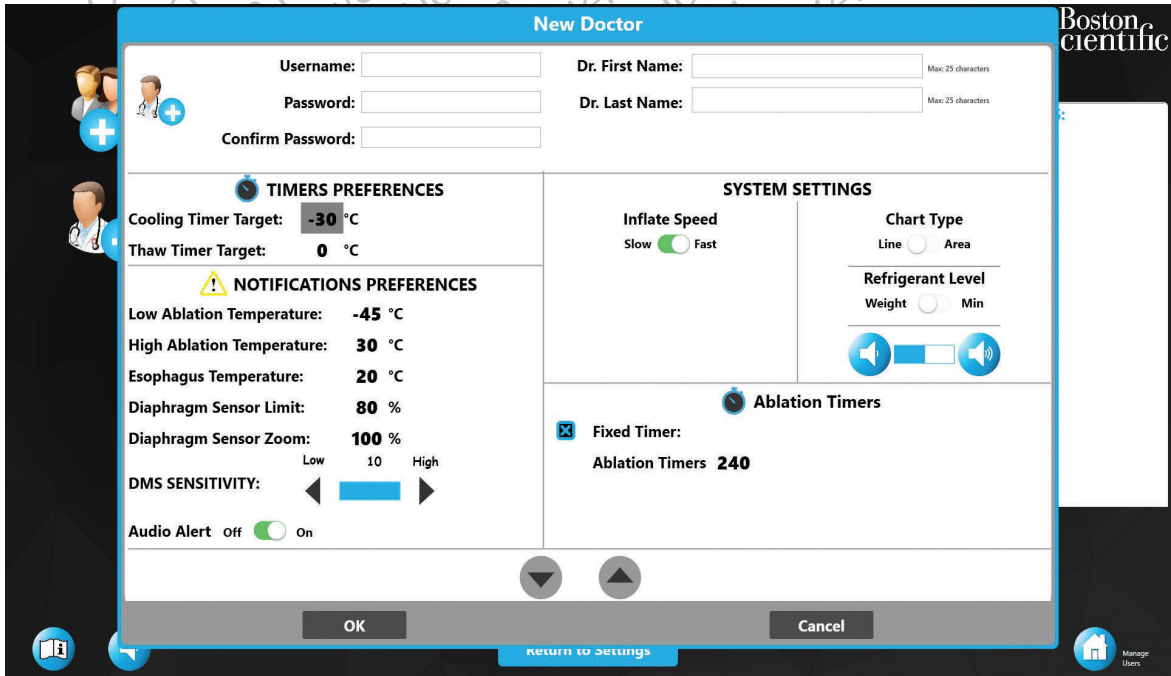 New Doctor
Boston
Scientific
Username:
Dr. First Name:
Max: 25 characters
Password:
Dr. Last Name:
Max: 25 characters
Confirm Password:
TIMERS PREFERENCES
Cooling Timer Target: -30 °C
Thaw Timer Target: 0 °C
NOTIFICATIONS PREFERENCES
Low Ablation Temperature: -45 °C
High Ablation Temperature: 30 °C
Esophagus Temperature: 20 °C
Diaphragm Sensor Limit: 80 %
Diaphragm Sensor Zoom: 100 %
Low 10 High
DMS SENSITIVITY:
Audio Alert Off On
SYSTEM SETTINGS
Inflate Speed
Slow Fast
Chart Type
Line Area
Refrigerant Level
Weight Min
Ablation Timers
Fixed Timer:
Ablation Timers 240
OK
Cancel
Return to Settings
Manage
Users